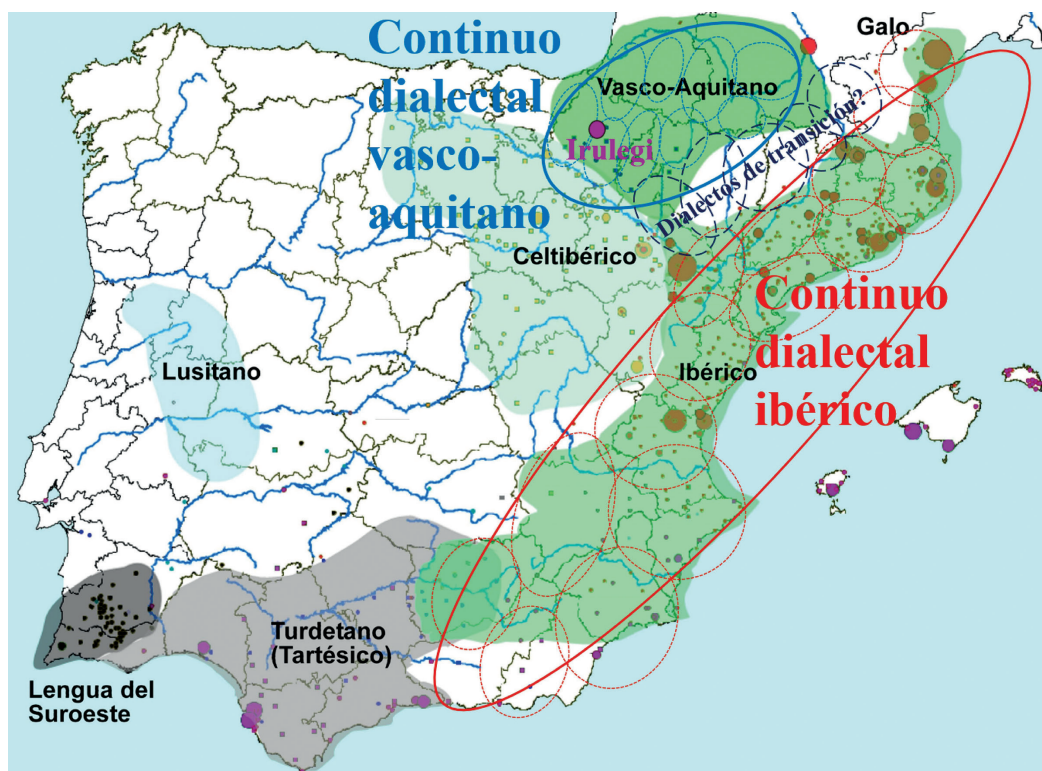 Continuo
dialectal
vasco-
aquitano
Galo
Vasco-Aquitano
Irulegi
Dialectos de transición?
Celtibérico
Continuo
dialectal
ibérico
Lusitano
Ibérico
Turdetano
(Tartésico)
Lengua del
Suroeste